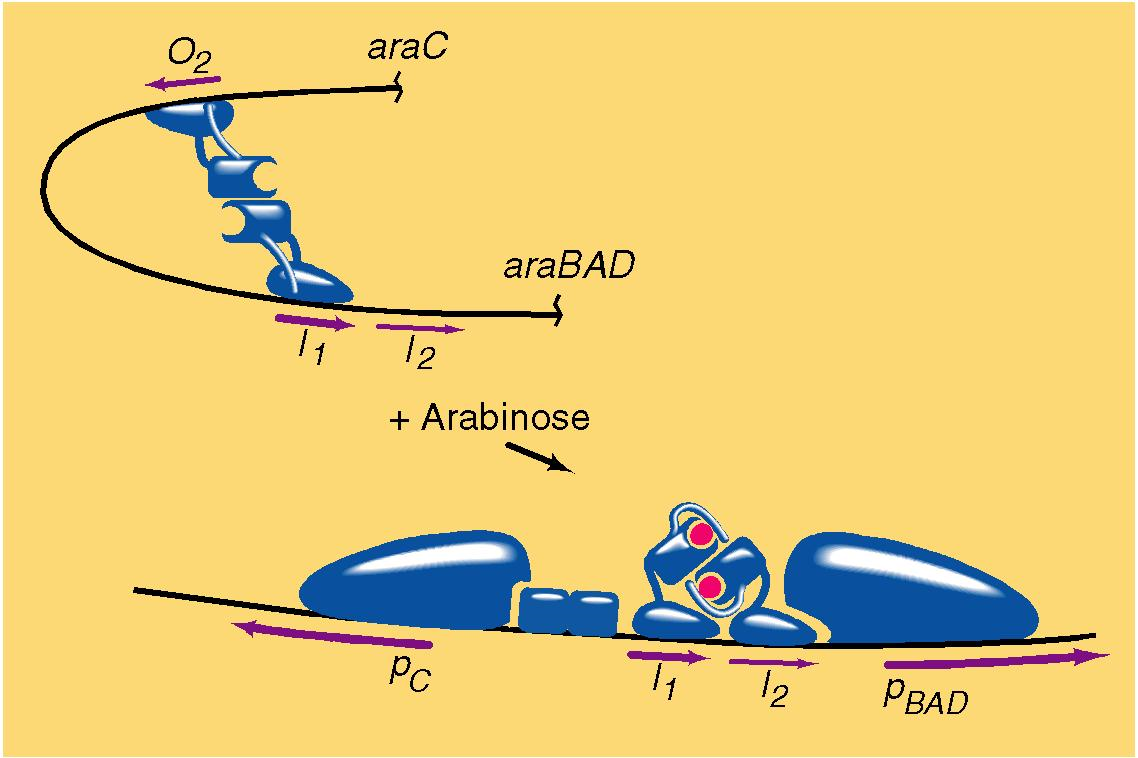 O2
araC
araBAD
I1
I2
+ Arabinose
pC
I1
I2
pBAD